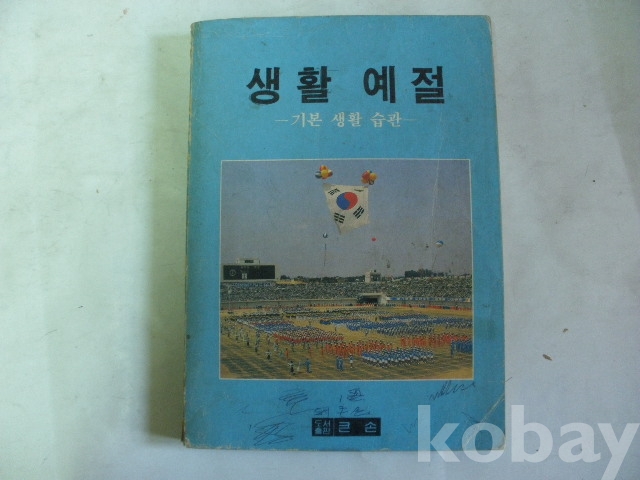 생활 예절
—기본 생활 습관—
도서출판 큰 손
kobay